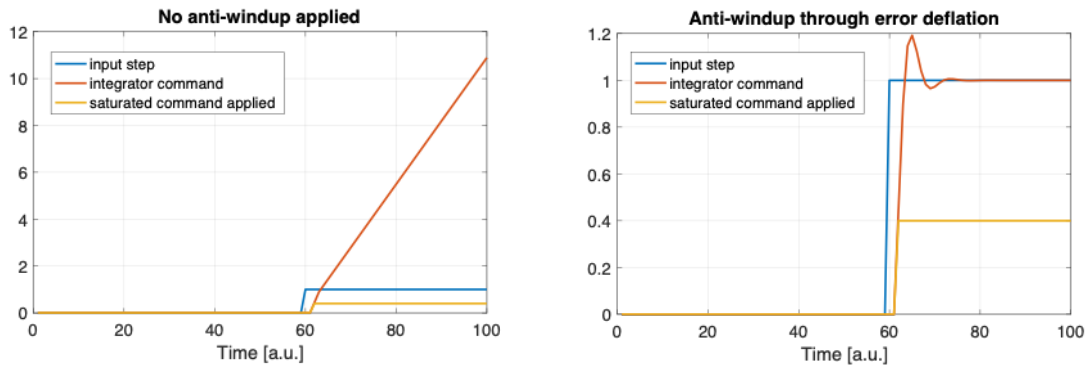 No anti-windup applied
12
10
8
6
4
2
0
input step
integrator command
saturated command applied
0
20
40
60
80
100
Time [a.u.]
Anti-windup through error deflation
1.2
1
0.8
0.6
0.4
0.2
0
input step
integrator command
saturated command applied
0
20
40
60
80
100
Time [a.u.]